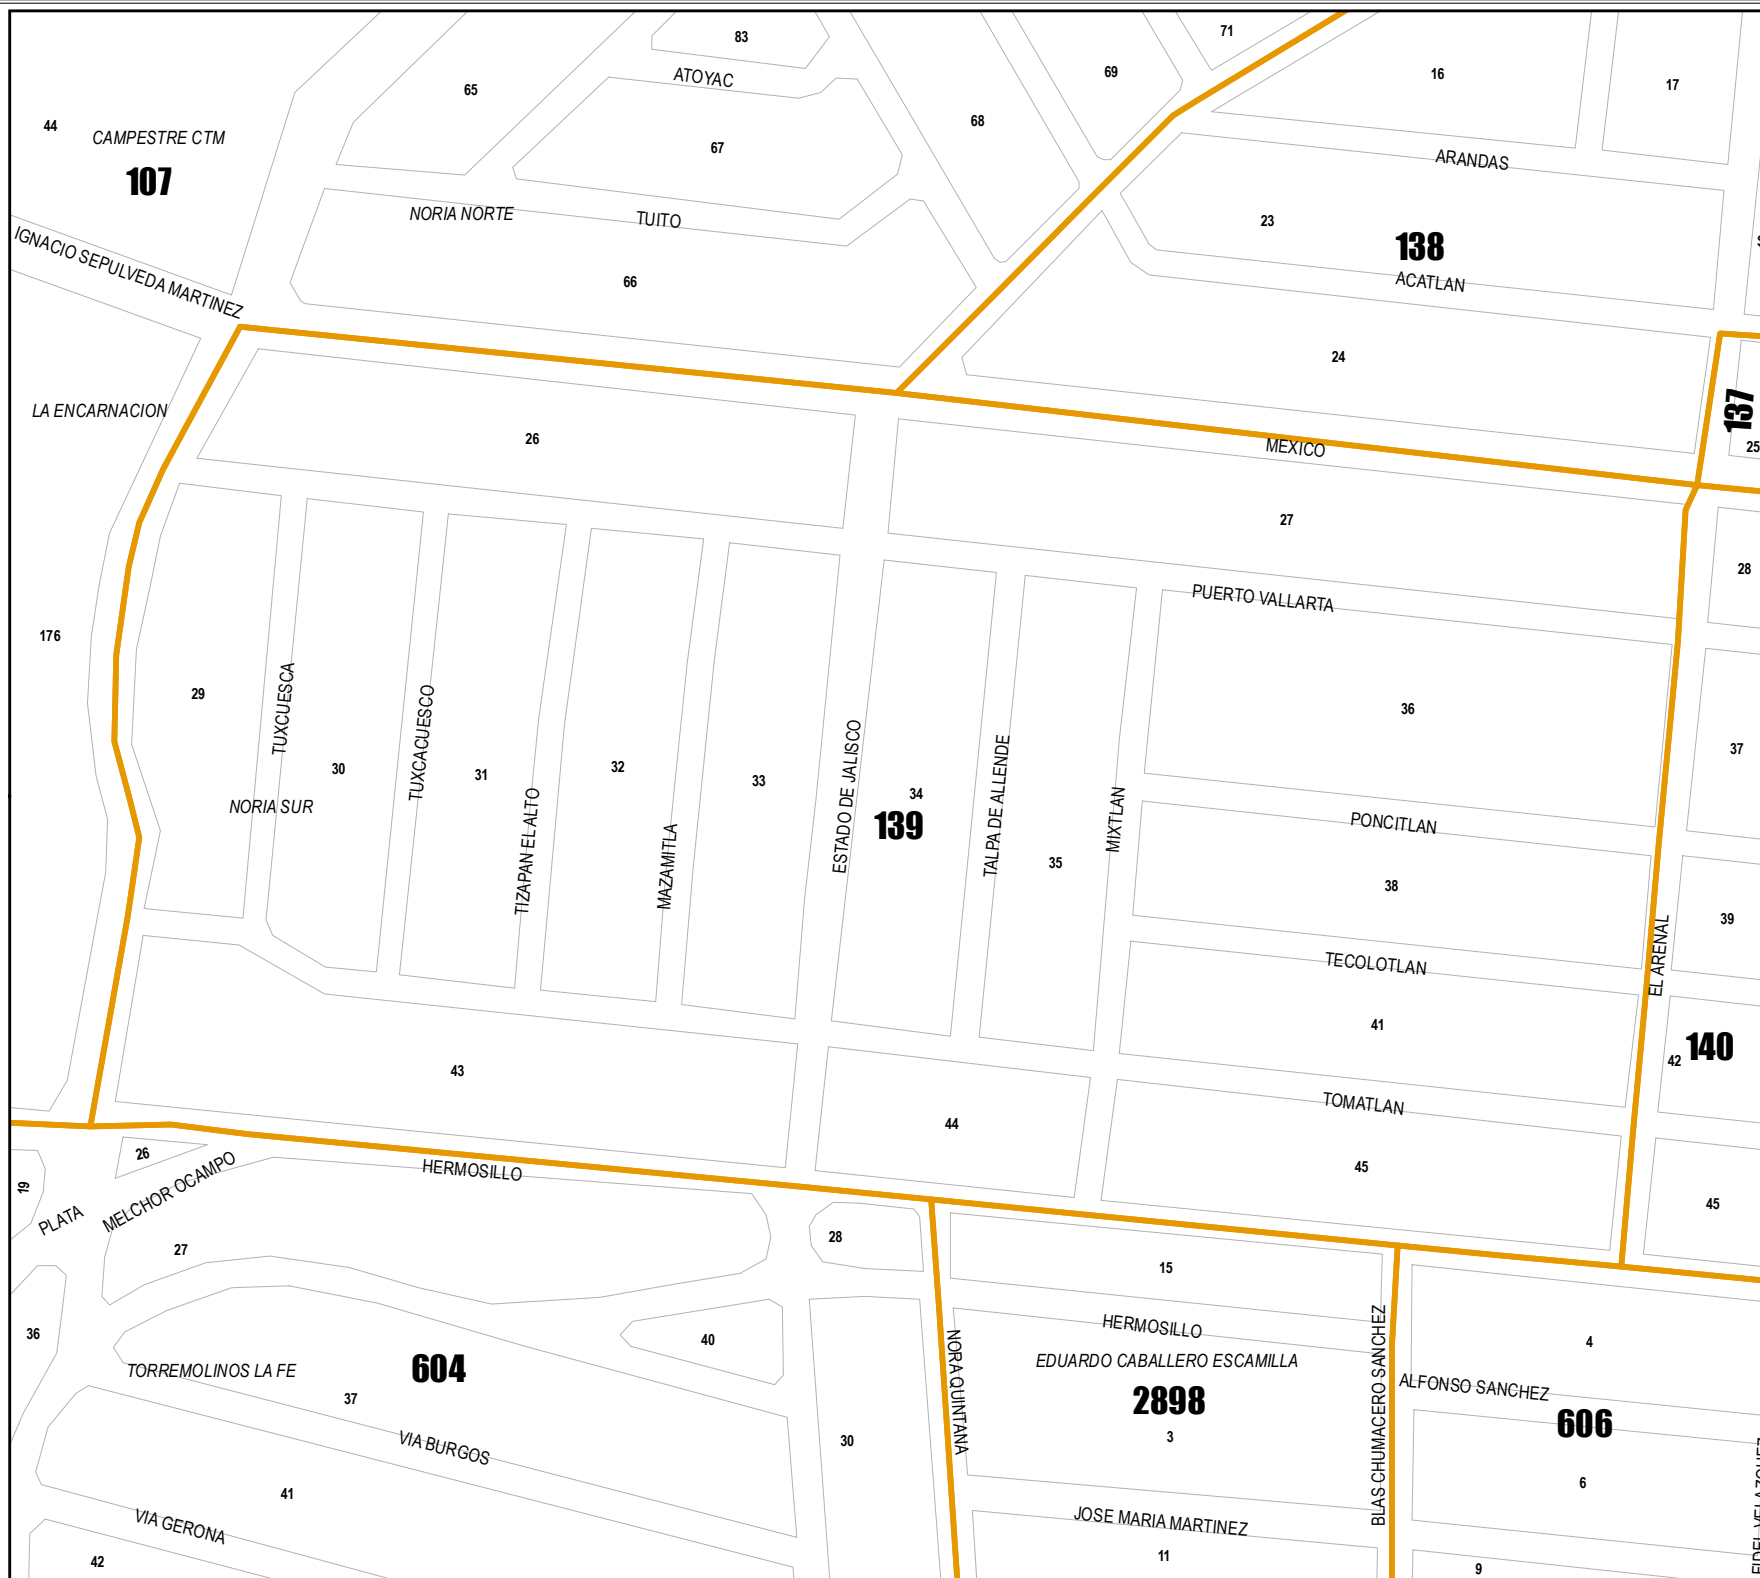 83
71
ATOYAC
69
16
17
65
44
CAMPESTRE CTM
68
67
107
ARANDAS
NORIA NORTE
TUITO
23
138
IGNACIO SEPULVEDA MARTINEZ
66
ACATLAN
24
LA ENCARNACION
137
26
MEXICO
25
27
28
PUERTO VALLARTA
176
29
TUXCUESCA
TUXCACUESCO
36
37
30
31
32
33
ESTADO DE JALISCO
34
TALPA DE ALLENDE
NORIA SUR
139
MIXTLAN
PONCITLAN
TIZAPAN EL ALTO
MAZAMITLA
35
38
39
EL ARENAL
TECOLOTLAN
41
140
42
43
TOMATLAN
44
26
HERMOSILLO
45
19
MELCHOR OCAMPO
PLATA
45
27
28
15
36
40
HERMOSILLO
4
TORREMOLINOS LA FE
604
NORA QUINTANA
EDUARDO CABALLERO ESCAMILLA
BLAS CHUMACERO SANCHEZ
ALFONSO SANCHEZ
37
2898
606
VIA BURGOS
30
3
41
6
VIA GERONA
JOSE MARIA MARTINEZ
FIDEL VELAZQUEZ
42
11
9